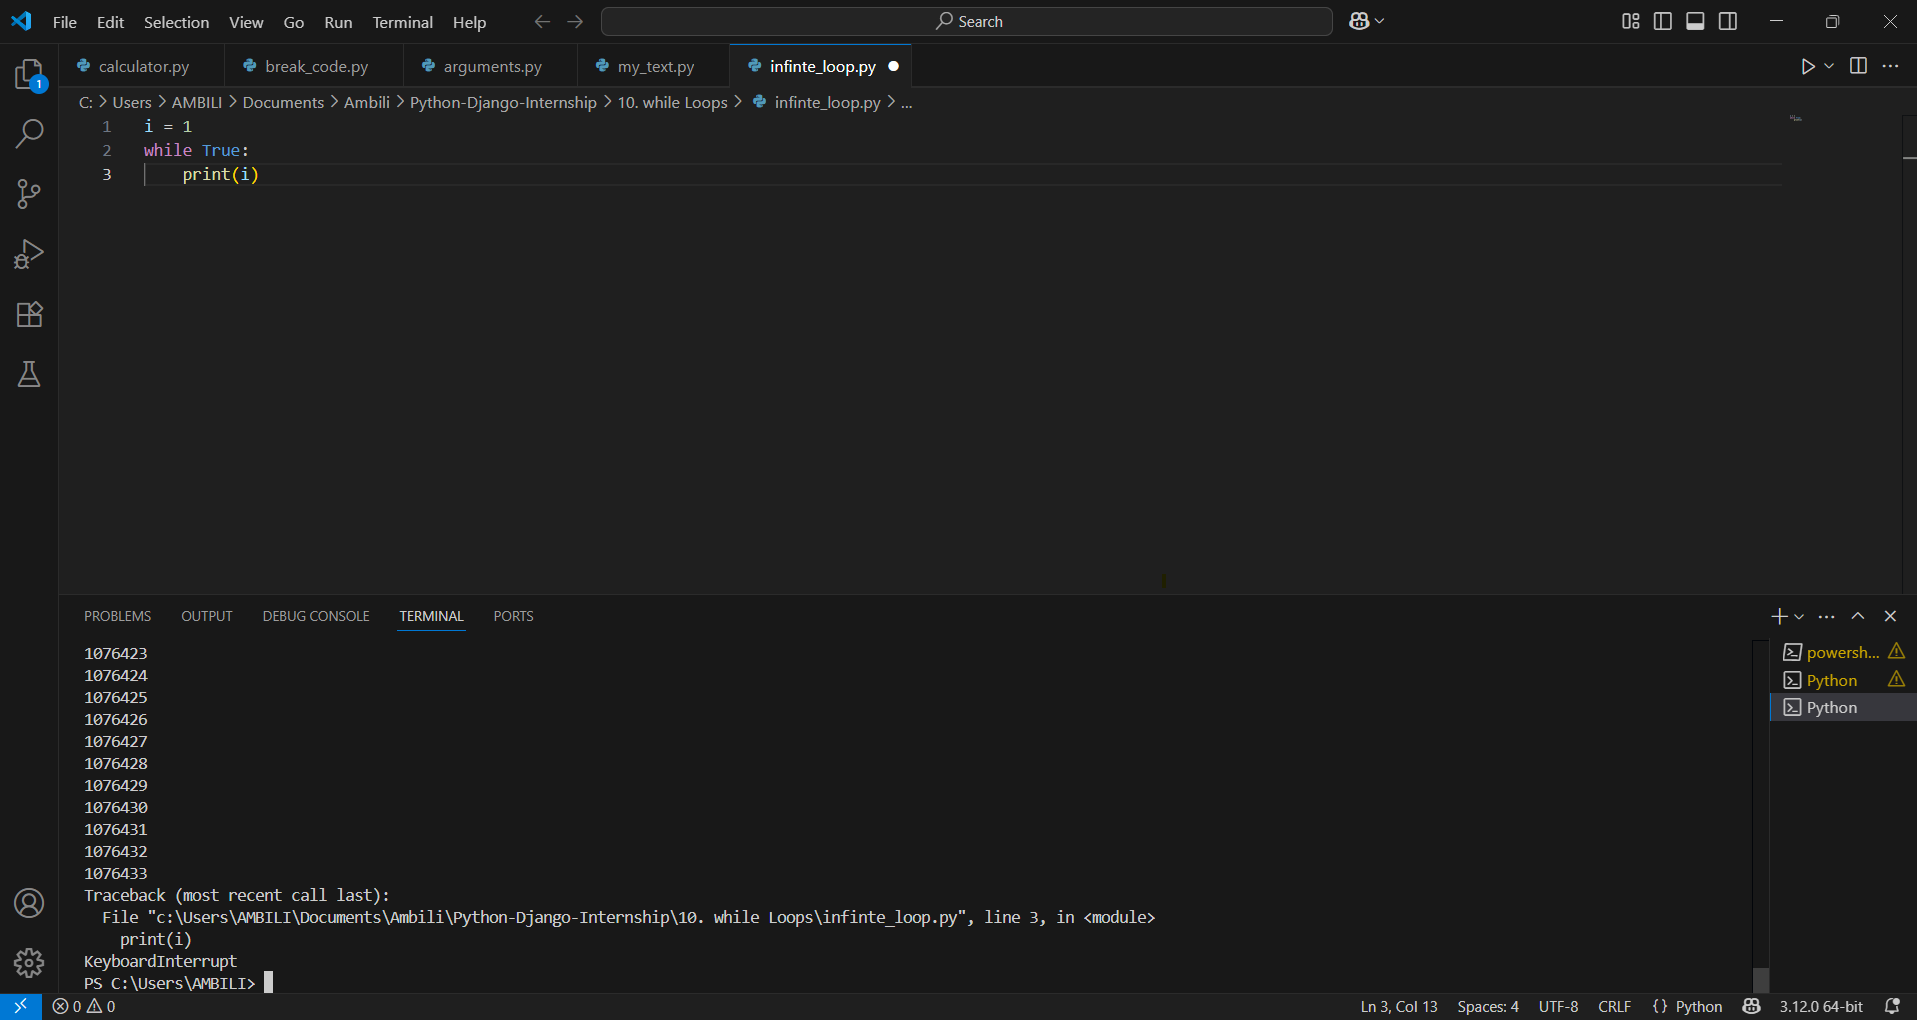 File Edit Selection View Go Run Terminal Help
Search
1
calculator.py break_code.py arguments.py my_text.py infinte_loop.py
C: > Users > AMBILI > Documents > Ambili > Python-Django-Internship > 10. while Loops > infinte_loop.py > ...
1 i = 1
2 while True:
3 print(i)
PROBLEMS OUTPUT DEBUG CONSOLE TERMINAL PORTS
1076423
1076424
1076425
1076426
1076427
1076428
1076429
1076430
1076431
1076432
1076433
Traceback (most recent call last):
File "c:\Users\AMBILI\Documents\Ambili\Python-Django-Internship\10. while Loops\infinte_loop.py", line 3, in <module>
print(i)
KeyboardInterrupt
PS C:\Users\AMBILI>
powersh...
Python
Python
0 0 Ln 3, Col 13 Spaces: 4 UTF-8 CRLF {} Python 3.12.0 64-bit